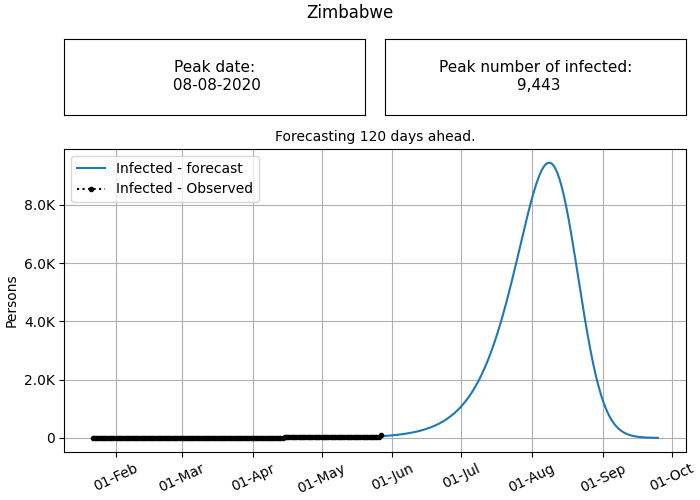 Zimbabwe
Peak date:
08-08-2020
Peak number of infected:
9,443
Forecasting 120 days ahead.
Infected - forecast
Infected - Observed
Persons
8.0K
6.0K
4.0K
2.0K
0
01-Feb
01-Mar
01-Apr
01-May
01-Jun
01-Jul
01-Aug
01-Sep
01-Oct